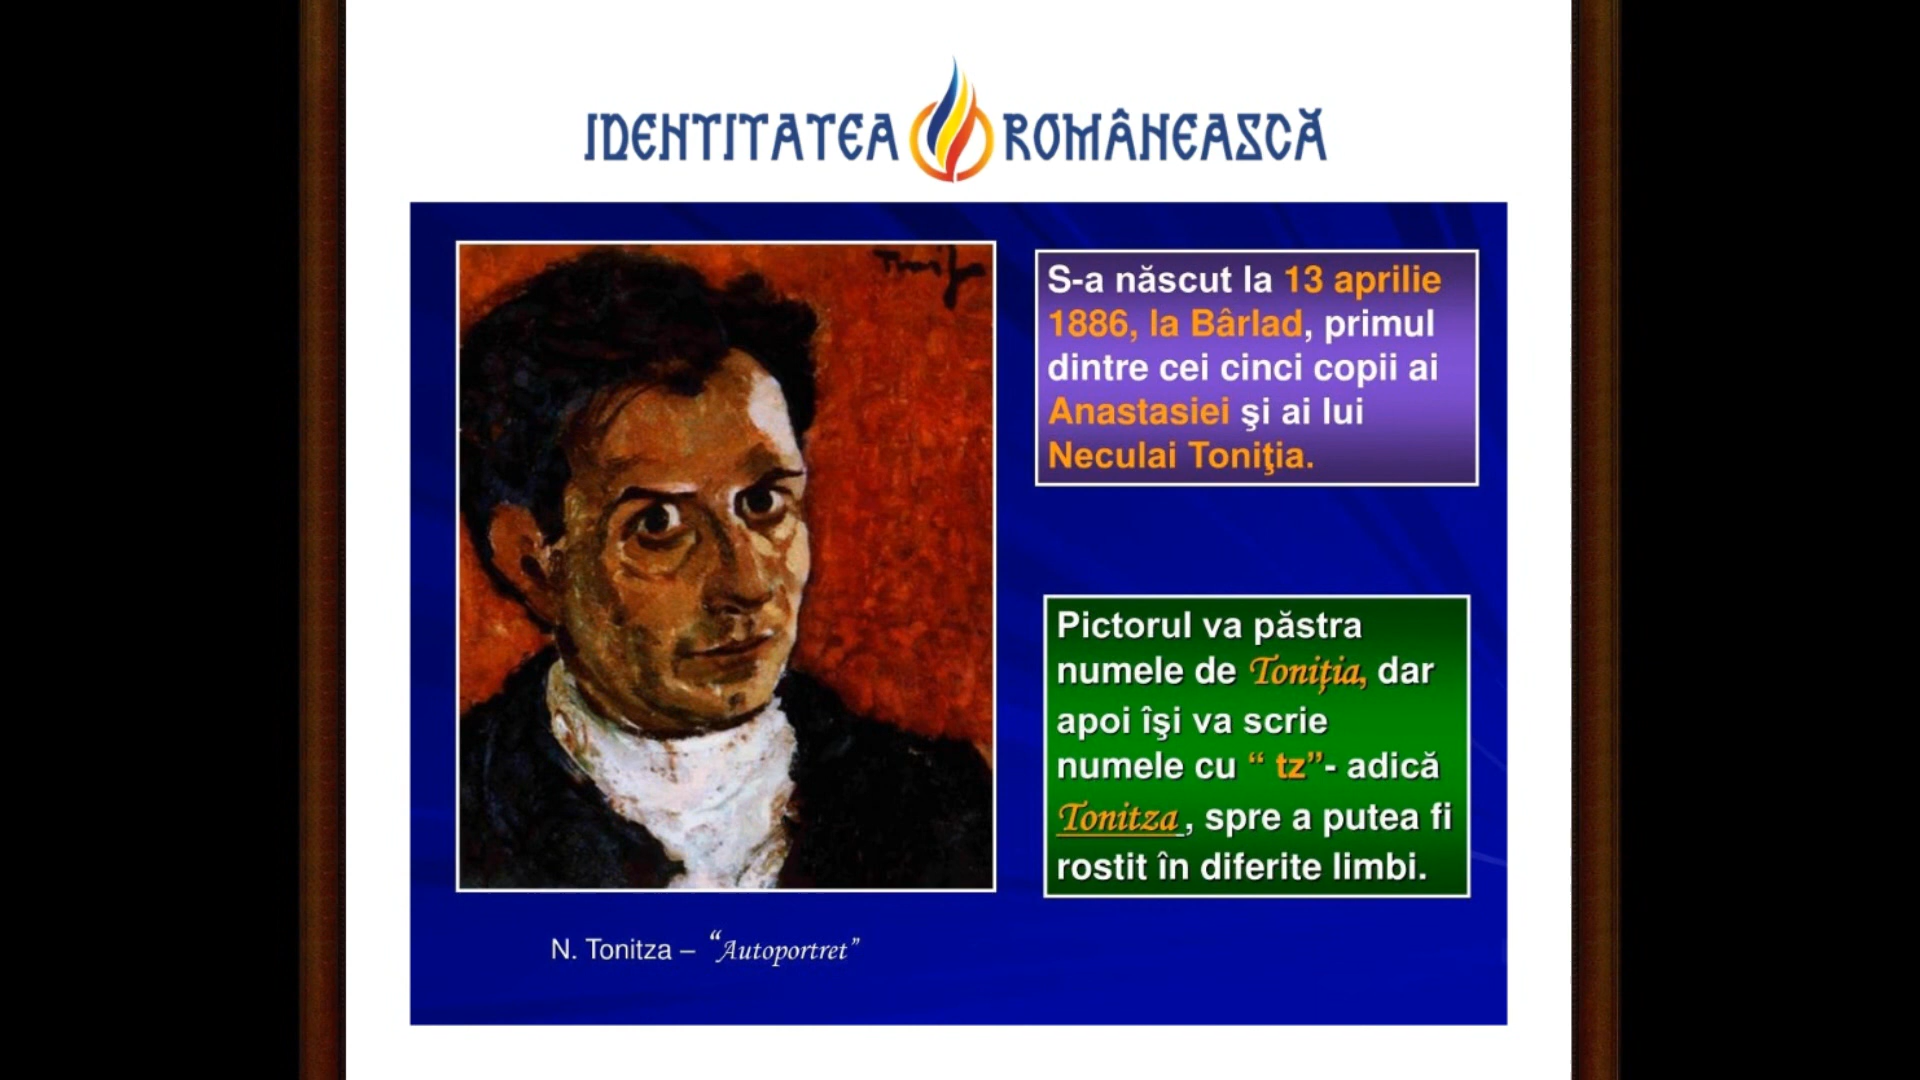 IDENTITATEA ROMÂNEASCĂ
S-a născut la 13 aprilie
1886, la Bârlad, primul
dintre cei cinci copii ai
Anastasiei şi ai lui
Neculai Toniţia.
Pictorul va păstra
numele de Toniţia, dar
apoi îşi va scrie
numele cu “ tz”- adică
Tonitza , spre a putea fi
rostit în diferite limbi.
N. Tonitza – “Autoportret”